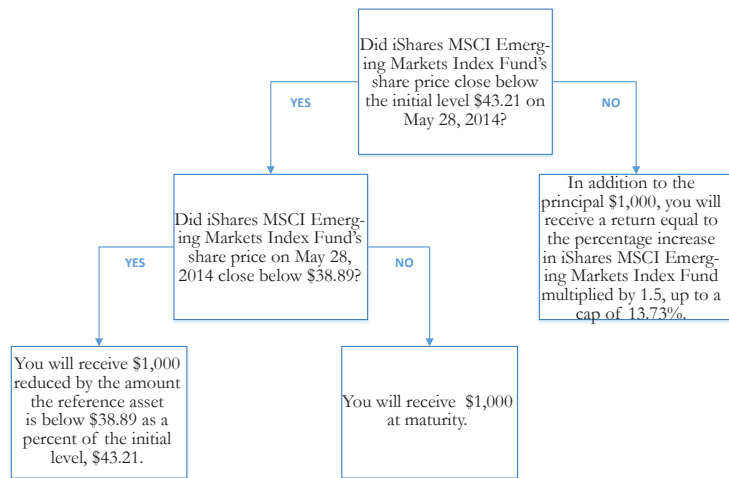 Did iShares MSCI Emerg-
ing Markets Index Fund's
share price close below
the initial level $43.21 on
May 28, 2014?
YES
NO
Did iShares MSCI Emerg-
ing Markets Index Fund's
share price on May 28,
2014 close below $38.89?
In addition to the
principal $1,000, you will
receive a return equal to
the percentage increase
in iShares MSCI Emerg-
ing Markets Index Fund
multiplied by 1.5, up to a
cap of 13.73%.
YES
NO
You will receive $1,000
reduced by the amount
the reference asset
is below $38.89 as a
percent of the initial
level, $43.21.
You will receive $1,000
at maturity.